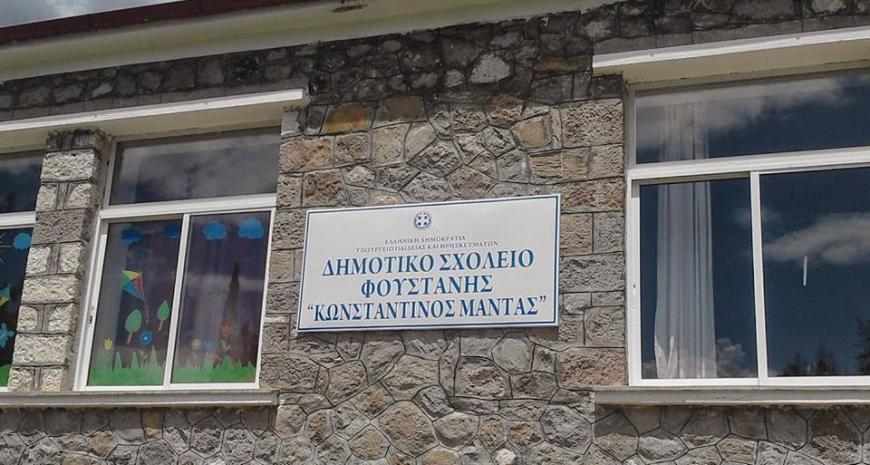 ΕΛΛΗΝΙΚΗ ΔΗΜΟΚΡΑΤΙΑ
ΥΠΟΥΡΓΕΙΟ ΠΑΙΔΕΙΑΣ ΚΑΙ ΘΡΗΣΚΕΥΜΑΤΩΝ
ΔΗΜΟΤΙΚΟ ΣΧΟΛΕΙΟ
ΦΟΥΣΤΑΝΗΣ
“ΚΩΝΣΤΑΝΤΙΝΟΣ ΜΑΝΤΑΣ”